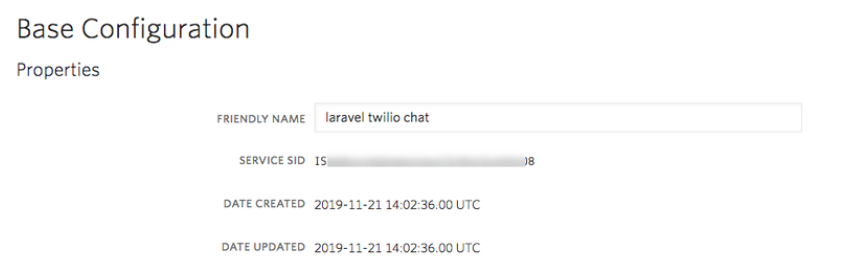 Base Configuration
Properties
FRIENDLY NAME laravel twilio chat
SERVICE SID IS 08
DATE CREATED 2019-11-21 14:02:36.00 UTC
DATE UPDATED 2019-11-21 14:02:36.00 UTC